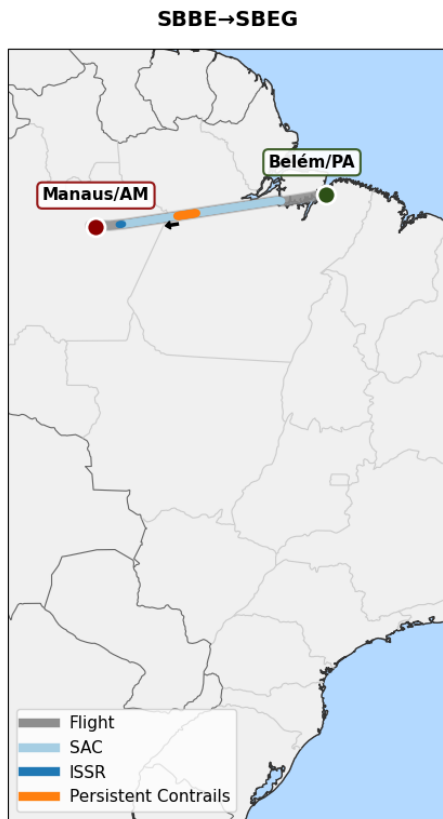 SBBE→SBEG
Belém/PA
Manaus/AM
Flight
SAC
ISSR
Persistent Contrails